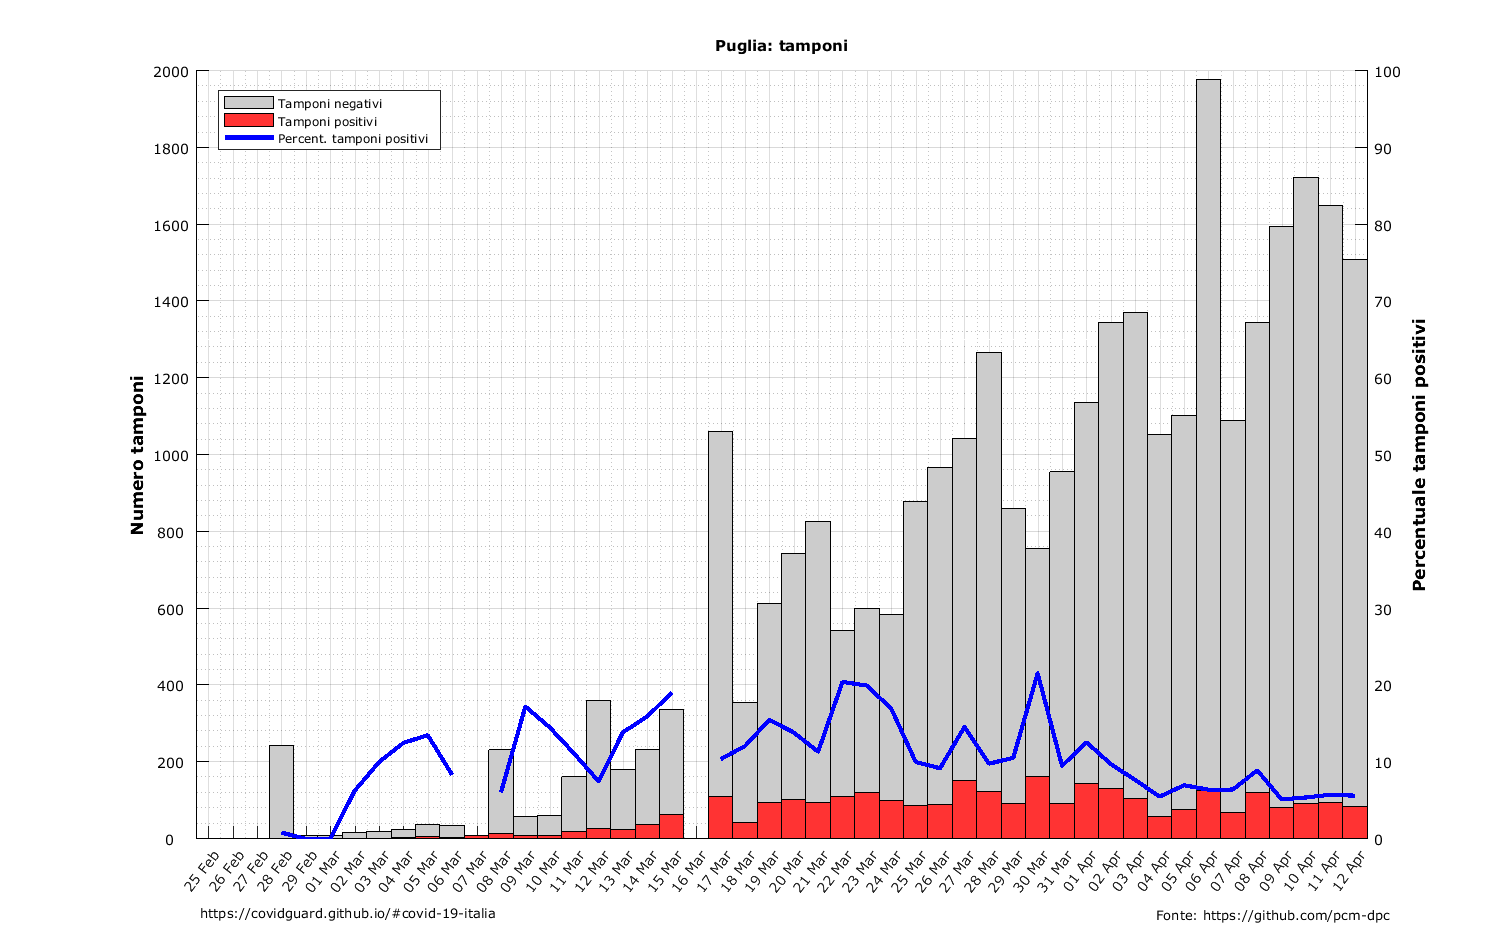 Puglia: tamponi
Tamponi negativi
Tamponi positivi
Percent. tamponi positivi
Numero tamponi
2000
1800
1600
1400
1200
1000
800
600
400
200
0
100
90
80
70
60
50
40
30
20
10
0
Percentuale tamponi positivi
25 Feb
26 Feb
27 Feb
28 Feb
29 Feb
01 Mar
02 Mar
03 Mar
04 Mar
05 Mar
06 Mar
07 Mar
08 Mar
09 Mar
10 Mar
11 Mar
12 Mar
13 Mar
14 Mar
15 Mar
16 Mar
17 Mar
18 Mar
19 Mar
20 Mar
21 Mar
22 Mar
23 Mar
24 Mar
25 Mar
26 Mar
27 Mar
28 Mar
29 Mar
30 Mar
31 Mar
01 Apr
02 Apr
03 Apr
04 Apr
05 Apr
06 Apr
07 Apr
08 Apr
09 Apr
10 Apr
11 Apr
12 Apr
https://covidguard.github.io/#covid-19-italia
Fonte: https://github.com/pcm-dpc